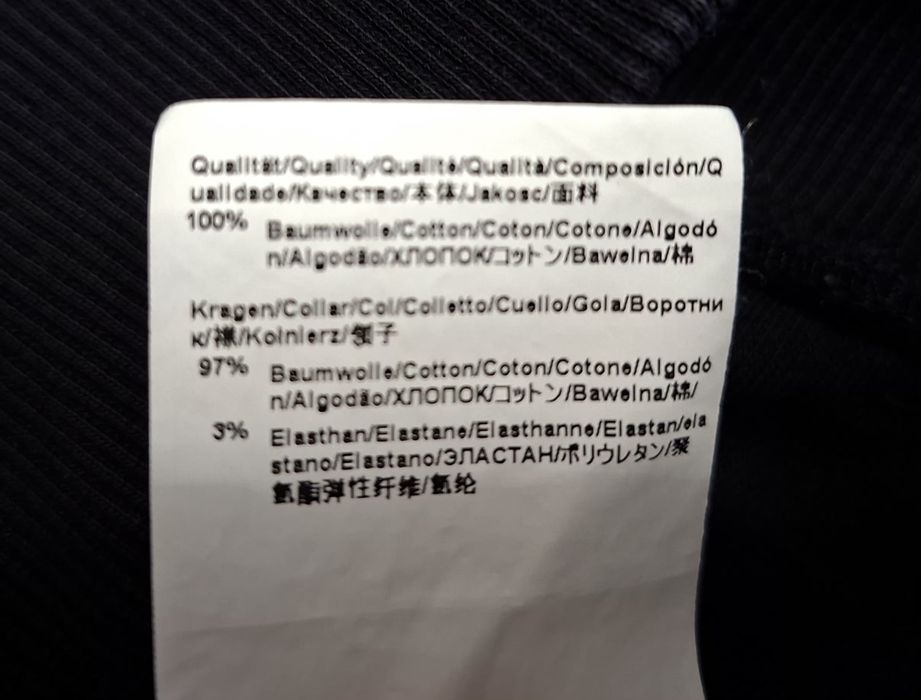 Qualität/Quality/Qualité/Qualità/Composición/Q
ualidade/Качество/本体/Jakosc/面料
100% Baumwolle/Cotton/Coton/Cotone/Algodó
n/Algodão/ХЛОПОК/コットン/Bawelna/棉
Kragen/Collar/Col/Colletto/Cuello/Gola/Воротни
к/襟/Kolnierz/领子
97% Baumwolle/Cotton/Coton/Cotone/Algodó
n/Algodão/ХЛОПОК/コットン/Bawelna/棉/
3% Elasthan/Elastane/Elasthanne/Elastan/ela
stano/Elastano/ЭЛАСТАН/ポリウレタン/聚
氨酯弹性纤维/氨纶